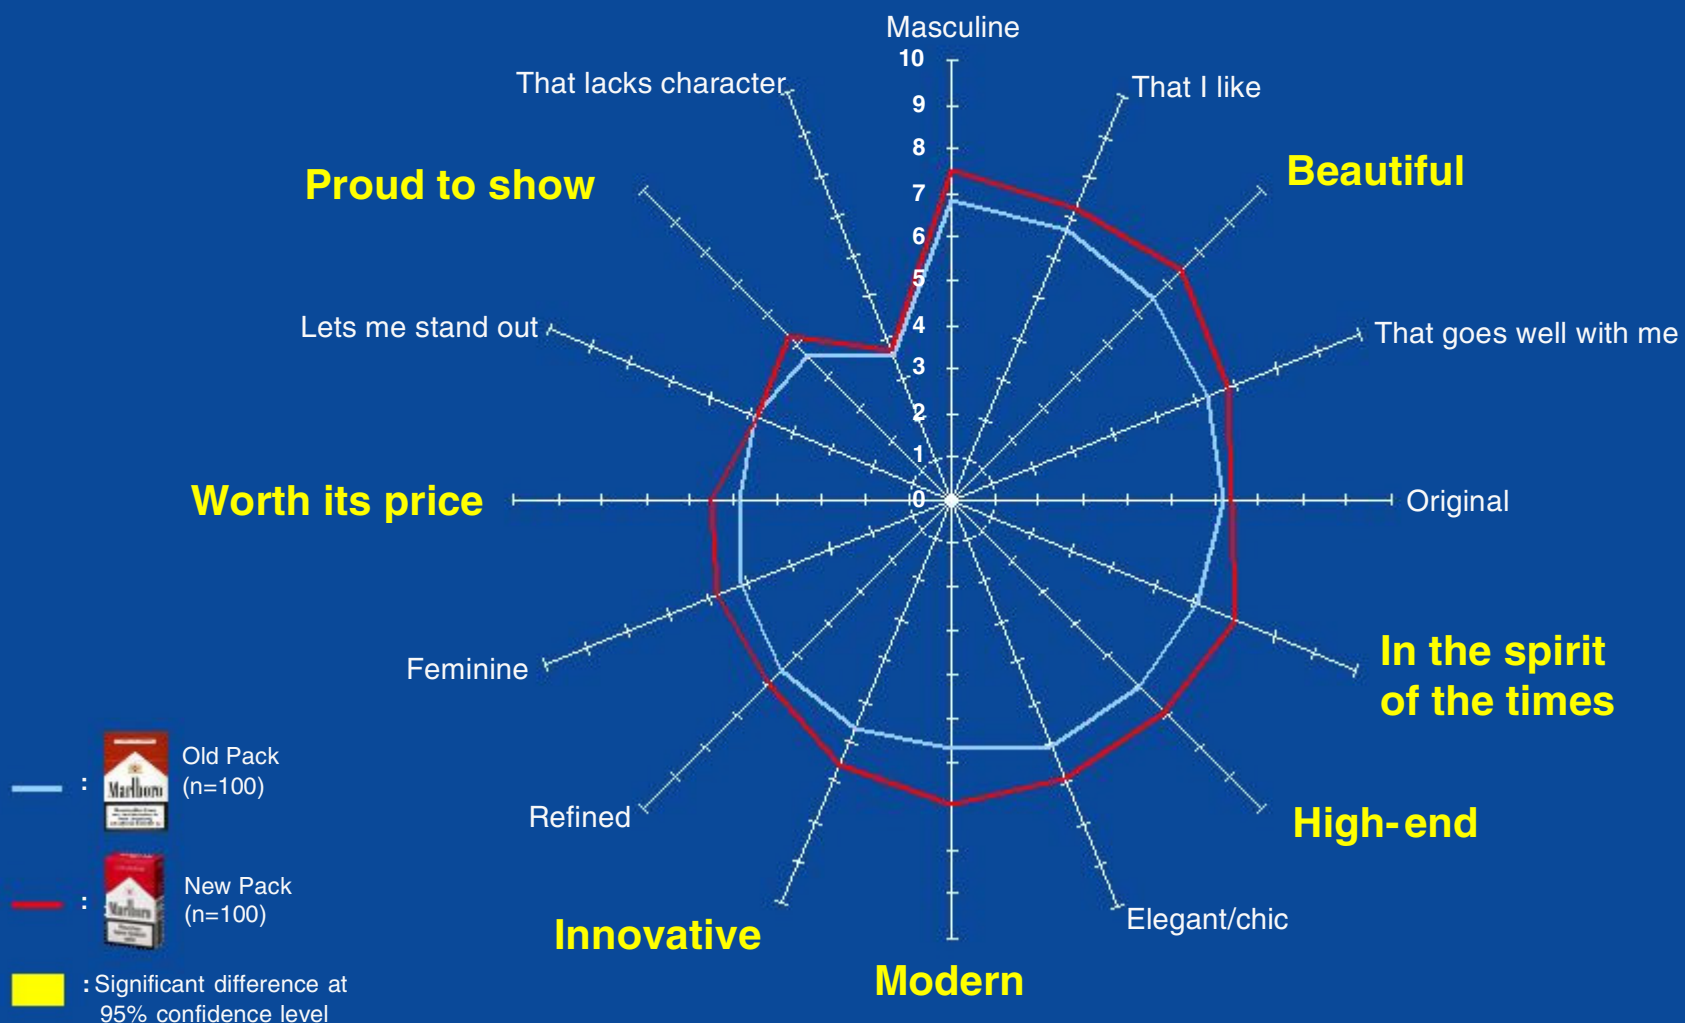 Masculine
10
9
8
7
6
5
4
3
2
1
0
That I like
Beautiful
That goes well with me
Original
In the spirit
of the times
High-end
Elegant/chic
Modern
Innovative
Refined
Feminine
Worth its price
Lets me stand out
Proud to show
That lacks character
: Marlboro Old Pack
(n=100)
: Marlboro New Pack
(n=100)
: Significant difference at
95% confidence level